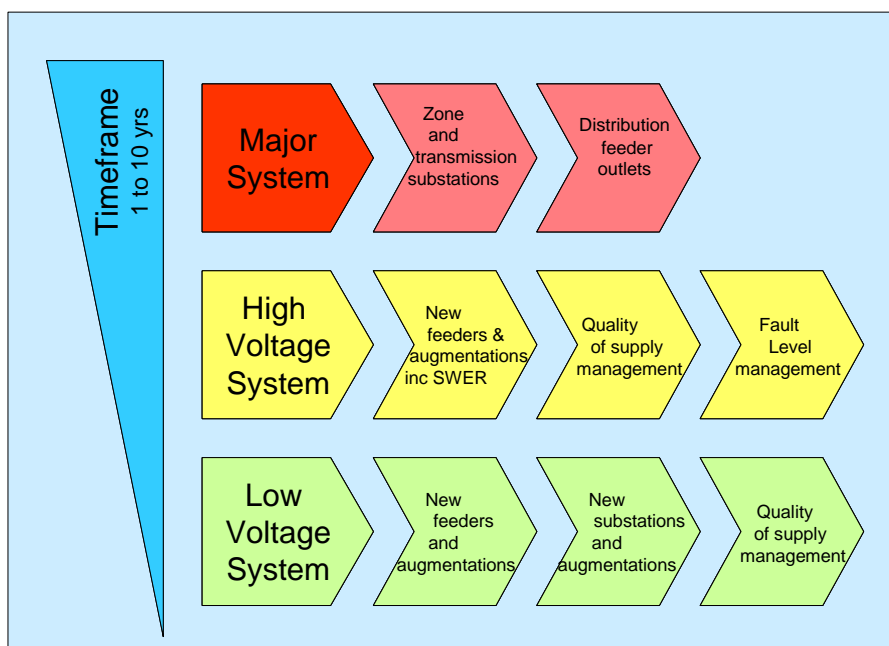 Timeframe
1 to 10 yrs
Major
System
Zone
and
transmission
substations
Distribution
feeder
outlets
High
Voltage
System
New
feeders &
augmentations
inc SWER
Quality
of supply
management
Fault
Level
management
Low
Voltage
System
New
feeders
and
augmentations
New
substations
and
augmentations
Quality
of supply
management